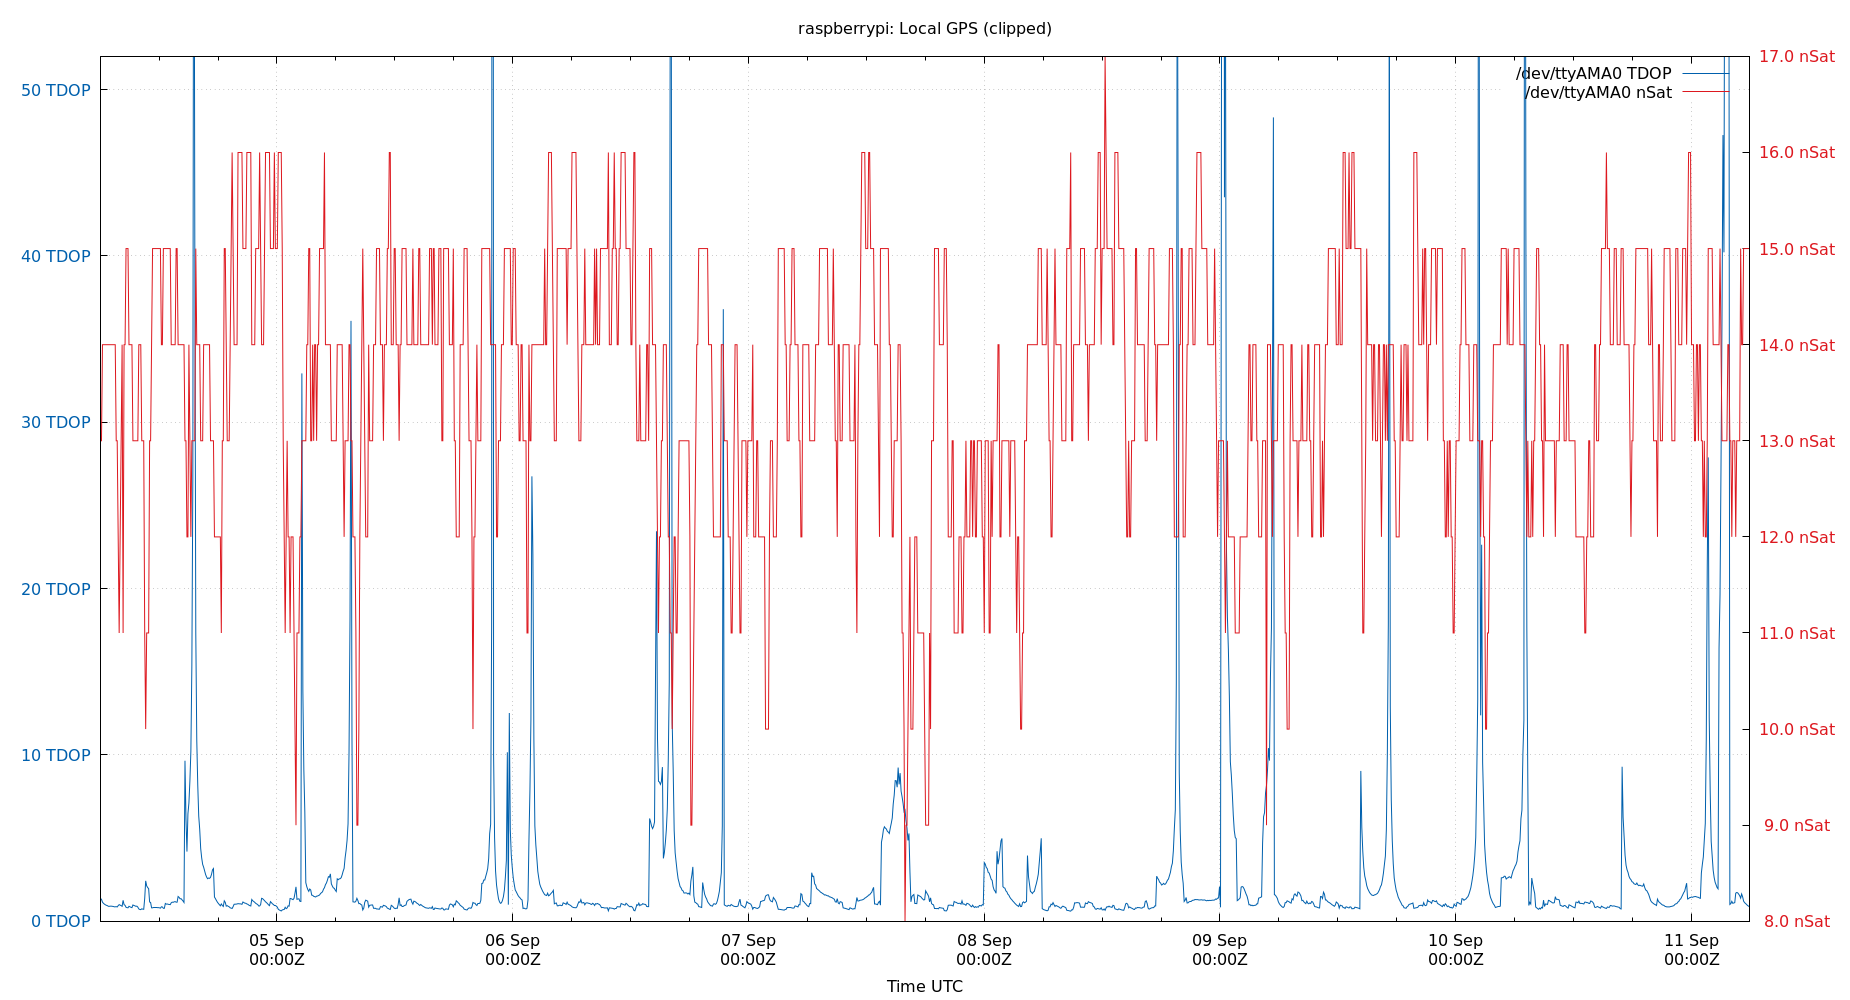 raspberrypi: Local GPS (clipped)
/dev/ttyAMA0 TDOP
/dev/ttyAMA0 nSat
50 TDOP
40 TDOP
30 TDOP
20 TDOP
10 TDOP
0 TDOP
17.0 nSat
16.0 nSat
15.0 nSat
14.0 nSat
13.0 nSat
12.0 nSat
11.0 nSat
10.0 nSat
9.0 nSat
8.0 nSat
05 Sep
00:00Z
06 Sep
00:00Z
07 Sep
00:00Z
08 Sep
00:00Z
09 Sep
00:00Z
10 Sep
00:00Z
11 Sep
00:00Z
Time UTC